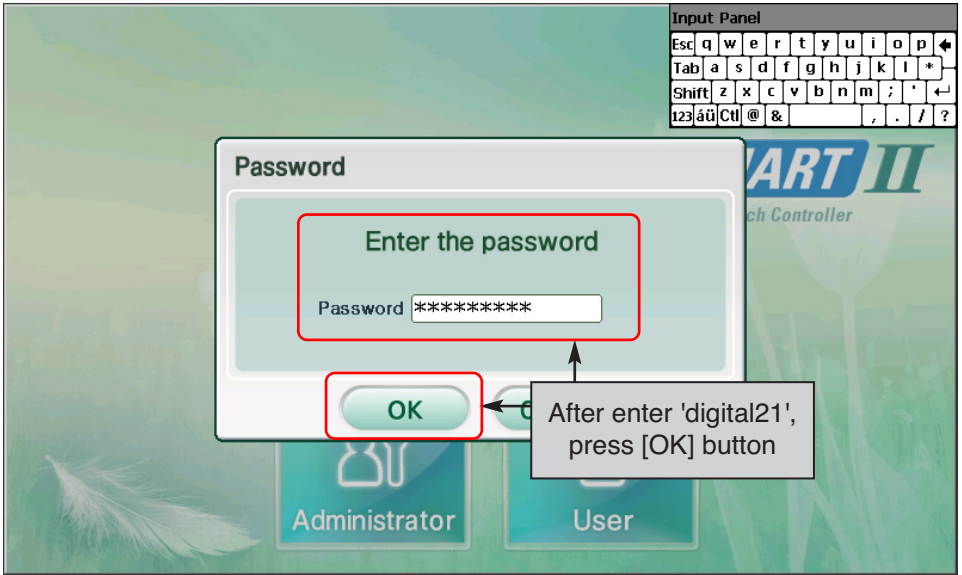 Input Panel
Esc q w e r t y u i o p
Tab a s d f g h j k l *
Shift z x c v b n m ; '
123 áü Ctl @ & , . / ?
Password
ART II
ch Controller
Enter the password
Password *********
OK
C
After enter 'digital21',
press [OK] button
Administrator
User